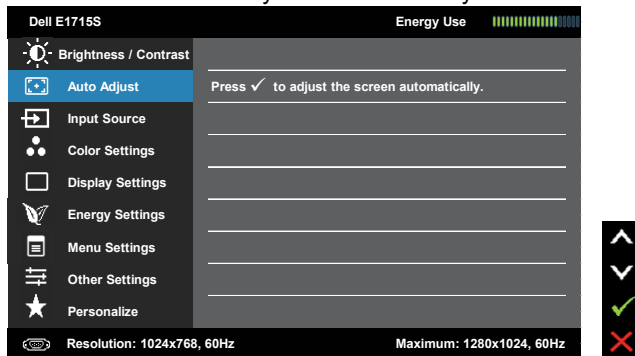 Dell E1715S Energy Use
Brightness / Contrast
Auto Adjust Press ✓ to adjust the screen automatically.
Input Source
Color Settings
Display Settings
Energy Settings
Menu Settings
Other Settings
Personalize
Resolution: 1024x768, 60Hz Maximum: 1280x1024, 60Hz